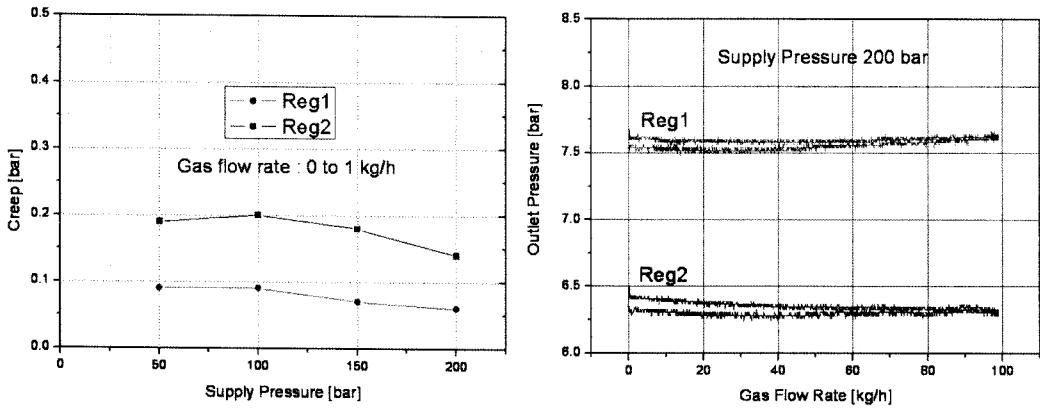 0.5
0.4
0.3
0.2
0.1
0.0
Creep [bar]
Reg1
Reg2
Gas flow rate : 0 to 1 kg/h
0 50 100 150 200
Supply Pressure [bar]
8.5
8.0
7.5
7.0
6.5
6.0
Outlet Pressure [bar]
Supply Pressure 200 bar
Reg1
Reg2
0 20 40 60 80 100
Gas Flow Rate [kg/h]